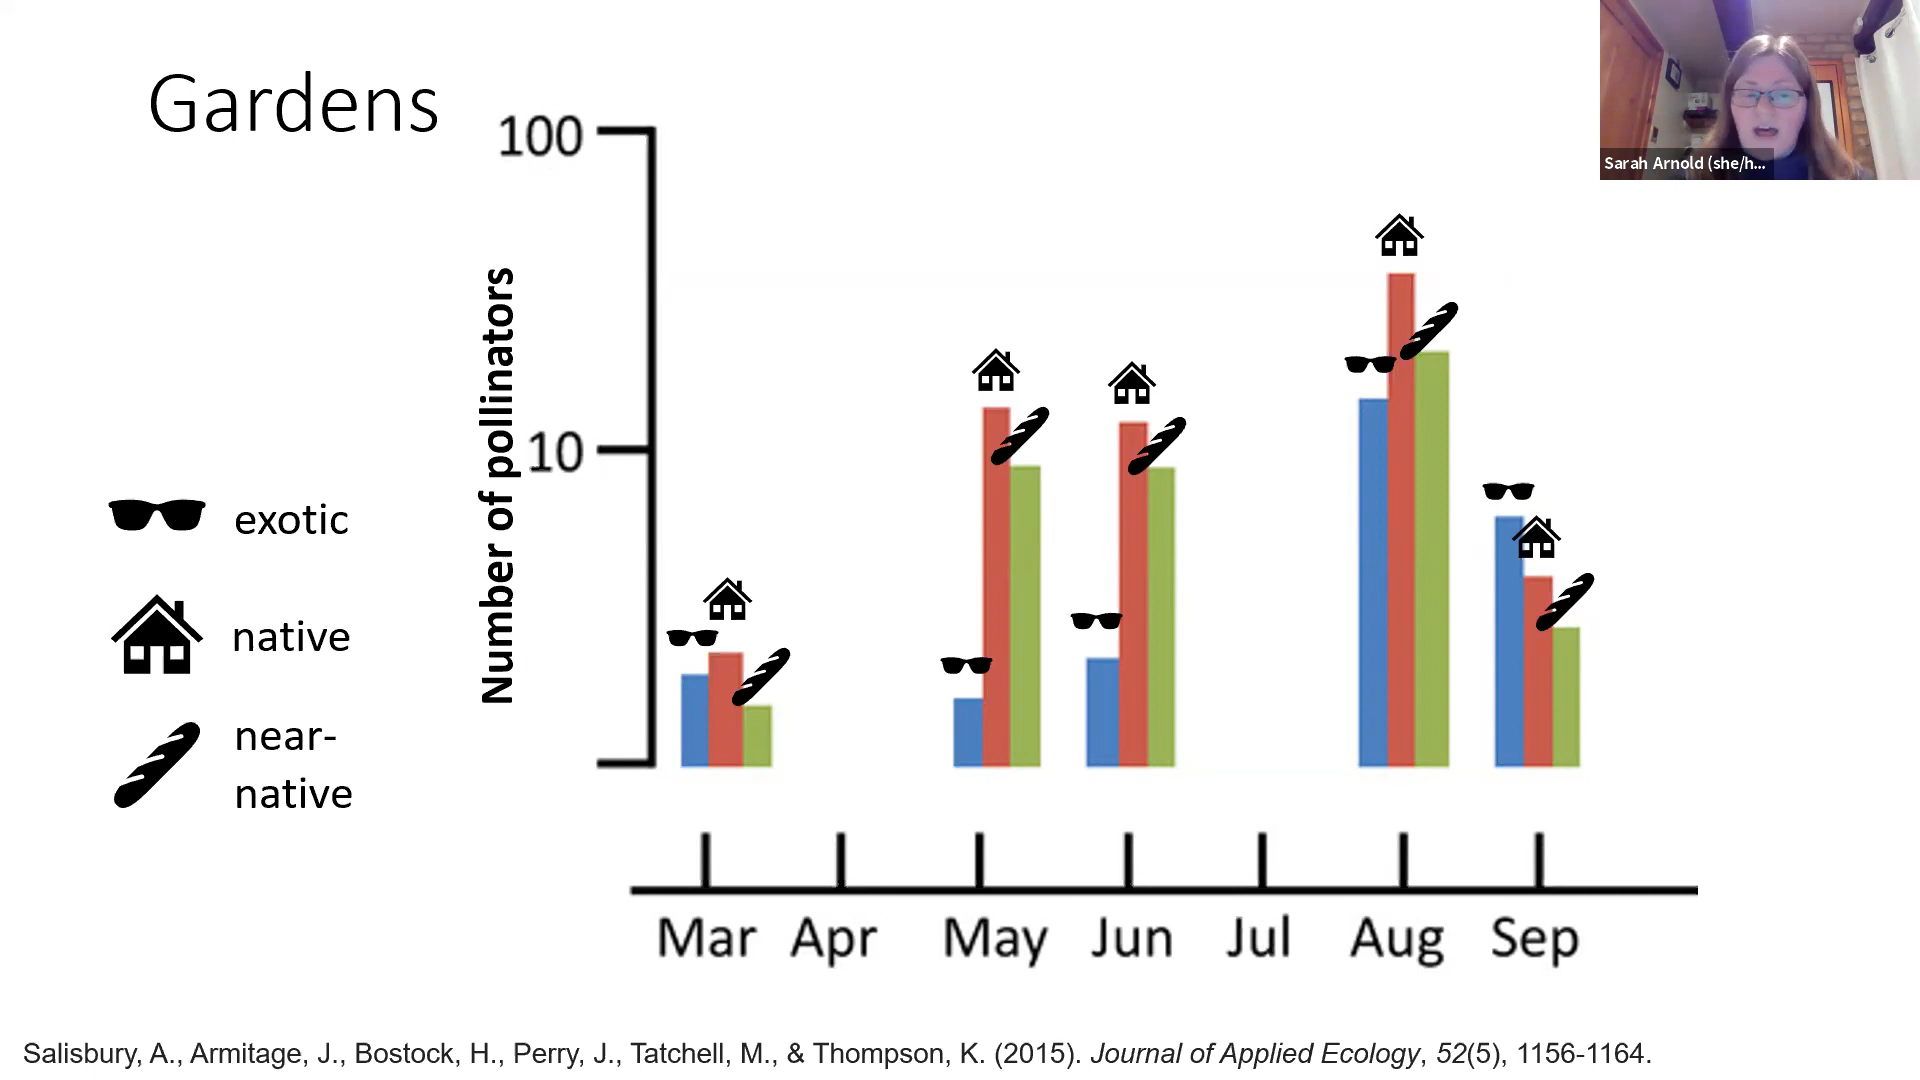 Gardens
Sarah Arnold (she/h...
100
10
Number of pollinators
exotic
native
near-
native
Mar Apr May Jun Jul Aug Sep
Salisbury, A., Armitage, J., Bostock, H., Perry, J., Tatchell, M., & Thompson, K. (2015). Journal of Applied Ecology, 52(5), 1156-1164.